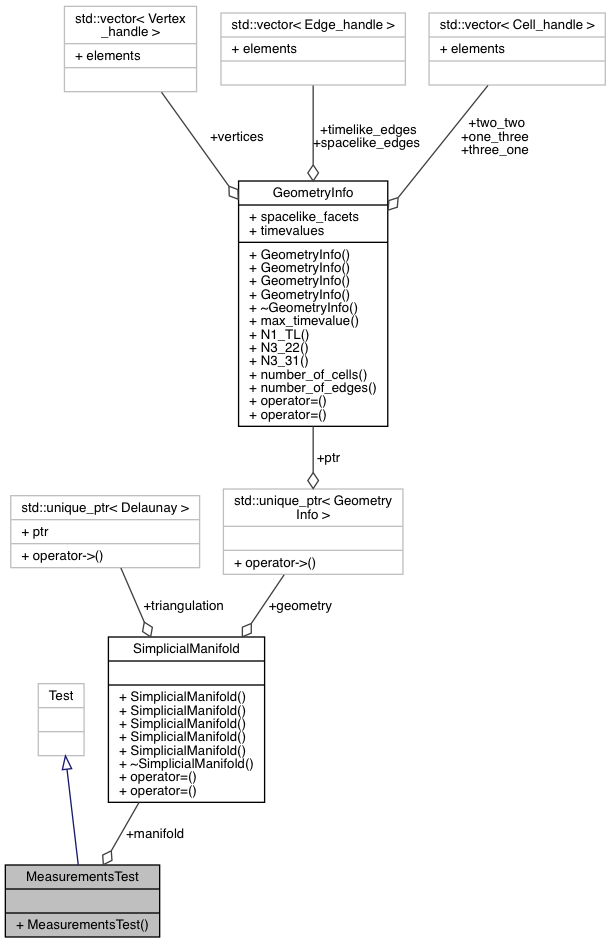 std::vector< Vertex
_handle >
+ elements
std::vector< Edge_handle >
+ elements
std::vector< Cell_handle >
+ elements
+vertices
+timelike_edges
+spacelike_edges
+two_two
+one_three
+three_one
GeometryInfo
+ spacelike_facets
+ timevalues
+ GeometryInfo()
+ GeometryInfo()
+ GeometryInfo()
+ GeometryInfo()
+ ~GeometryInfo()
+ max_timevalue()
+ N1_TL()
+ N3_22()
+ N3_31()
+ number_of_cells()
+ number_of_edges()
+ operator=()
+ operator=()
+ptr
std::unique_ptr< Delaunay >
+ ptr
+ operator->()
std::unique_ptr< Geometry
Info >
+ operator->()
+triangulation
+geometry
SimplicialManifold
+ SimplicialManifold()
+ SimplicialManifold()
+ SimplicialManifold()
+ SimplicialManifold()
+ SimplicialManifold()
+ ~SimplicialManifold()
+ operator=()
+ operator=()
Test
+manifold
MeasurementsTest
+ MeasurementsTest()